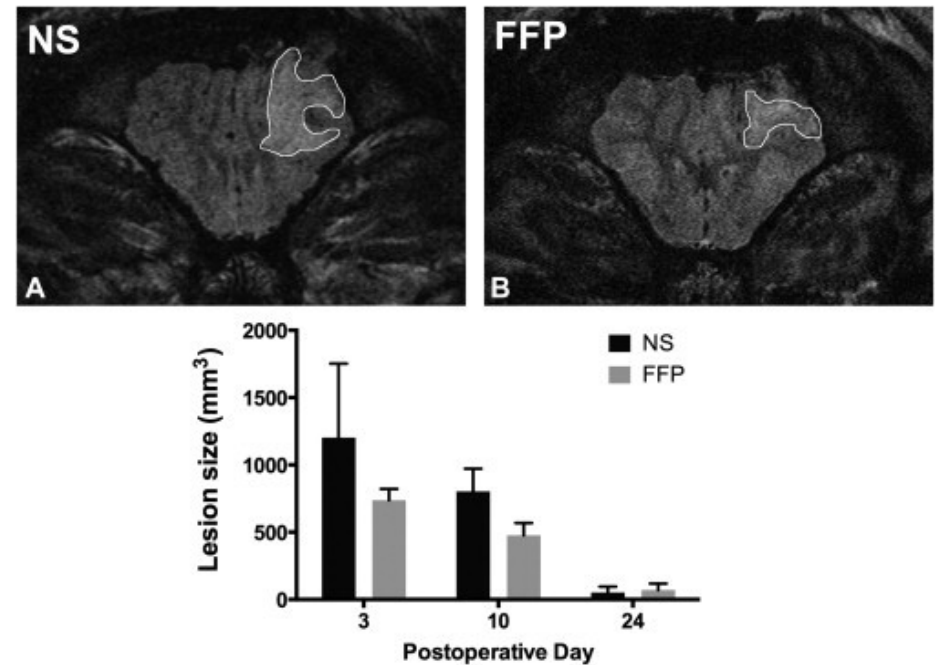 NS
A
FFP
B
Lesion size (mm³)
2000
1500
1000
500
0
NS
FFP
3
10
24
Postoperative Day